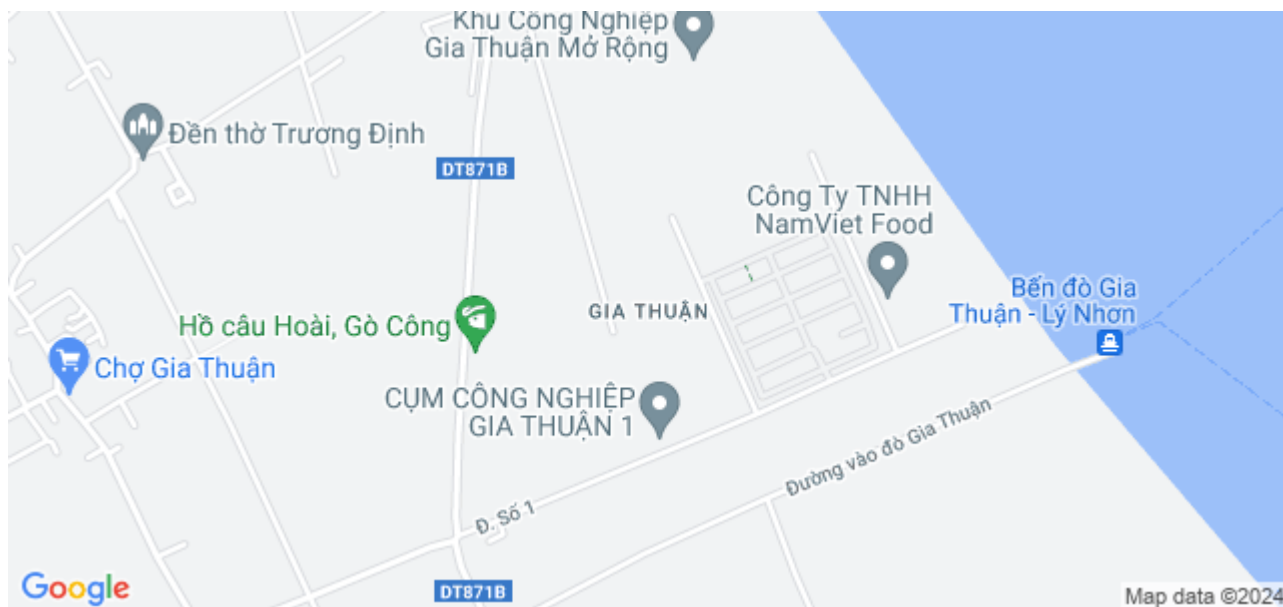 Khu Công Nghiệp
Gia Thuận Mở Rộng
Đền thờ Trương Định
DT871B
Công Ty TNHH
NamViet Food
Bến đò Gia
Thuận - Lý Nhơn
GIA THUẬN
Hồ câu Hoài, Gò Công
Chợ Gia Thuận
CỤM CÔNG NGHIỆP
GIA THUẬN 1
Đường vào đò Gia Thuận
Đ. Số 1
DT871B
Google
Map data ©2024